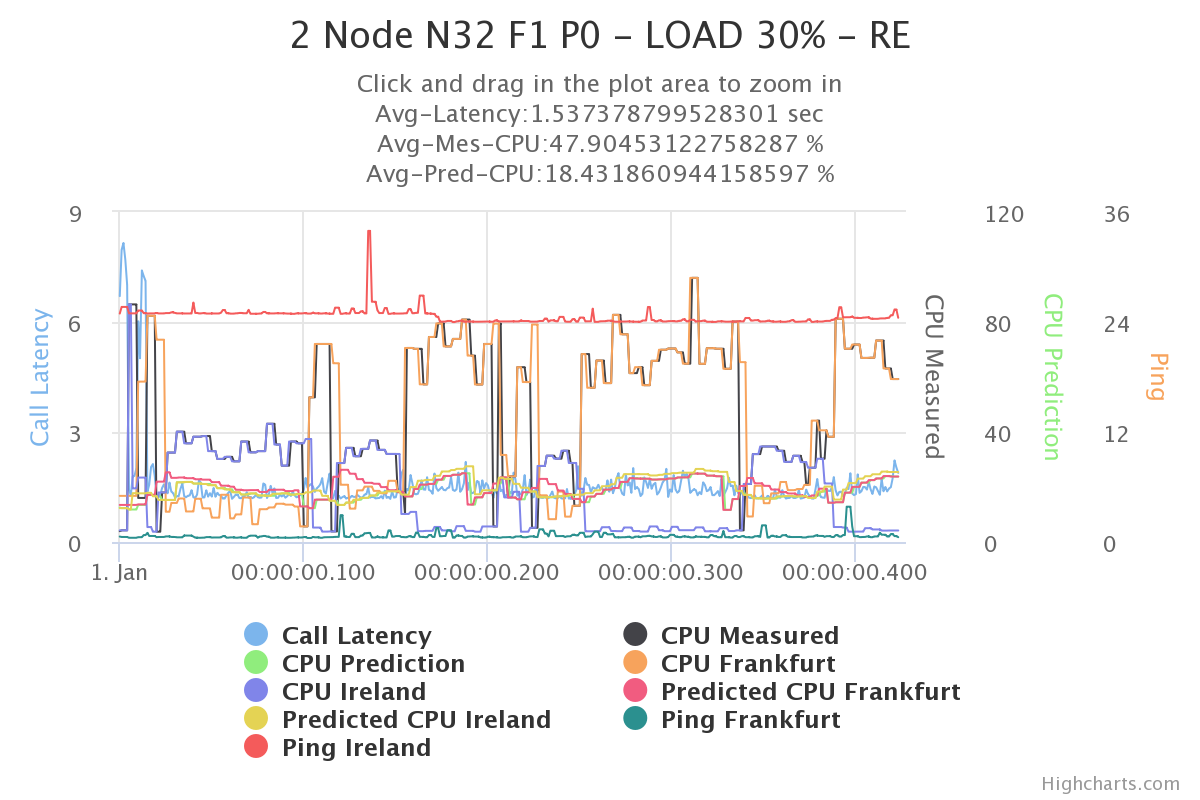 2 Node N32 F1 P0 - LOAD 30% - RE
Click and drag in the plot area to zoom in
Avg-Latency:1.537378799528301 sec
Avg-Mes-CPU:47.90453122758287 %
Avg-Pred-CPU:18.431860944158597 %
9
6
3
0
Call Latency
120
80
40
0
CPU Measured
CPU Prediction
36
24
12
0
Ping
1. Jan
00:00:00.100
00:00:00.200
00:00:00.300
00:00:00.400
Call Latency
CPU Measured
CPU Prediction
CPU Frankfurt
CPU Ireland
Predicted CPU Frankfurt
Predicted CPU Ireland
Ping Frankfurt
Ping Ireland
Highcharts.com